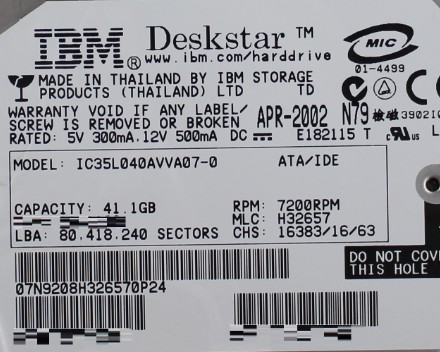 IBM® Deskstar™
www.ibm.com/harddrive
MIC
01-4499
MADE IN THAILAND BY IBM STORAGE
PRODUCTS (THAILAND) LTD TD
WARRANTY VOID IF ANY LABEL/
SCREW IS REMOVED OR BROKEN APR-2002 N79
RATED: 5V 300mA.12V 500mA DC E182115 T
MODEL: IC35L040AVVA07-0 ATA/IDE
CAPACITY: 41.1GB RPM: 7200RPM
MLC: H32657
LBA: 80.418.240 SECTORS CHS: 16383/16/63
DO NOT COV
THIS HOLE
07N9208H326570P24